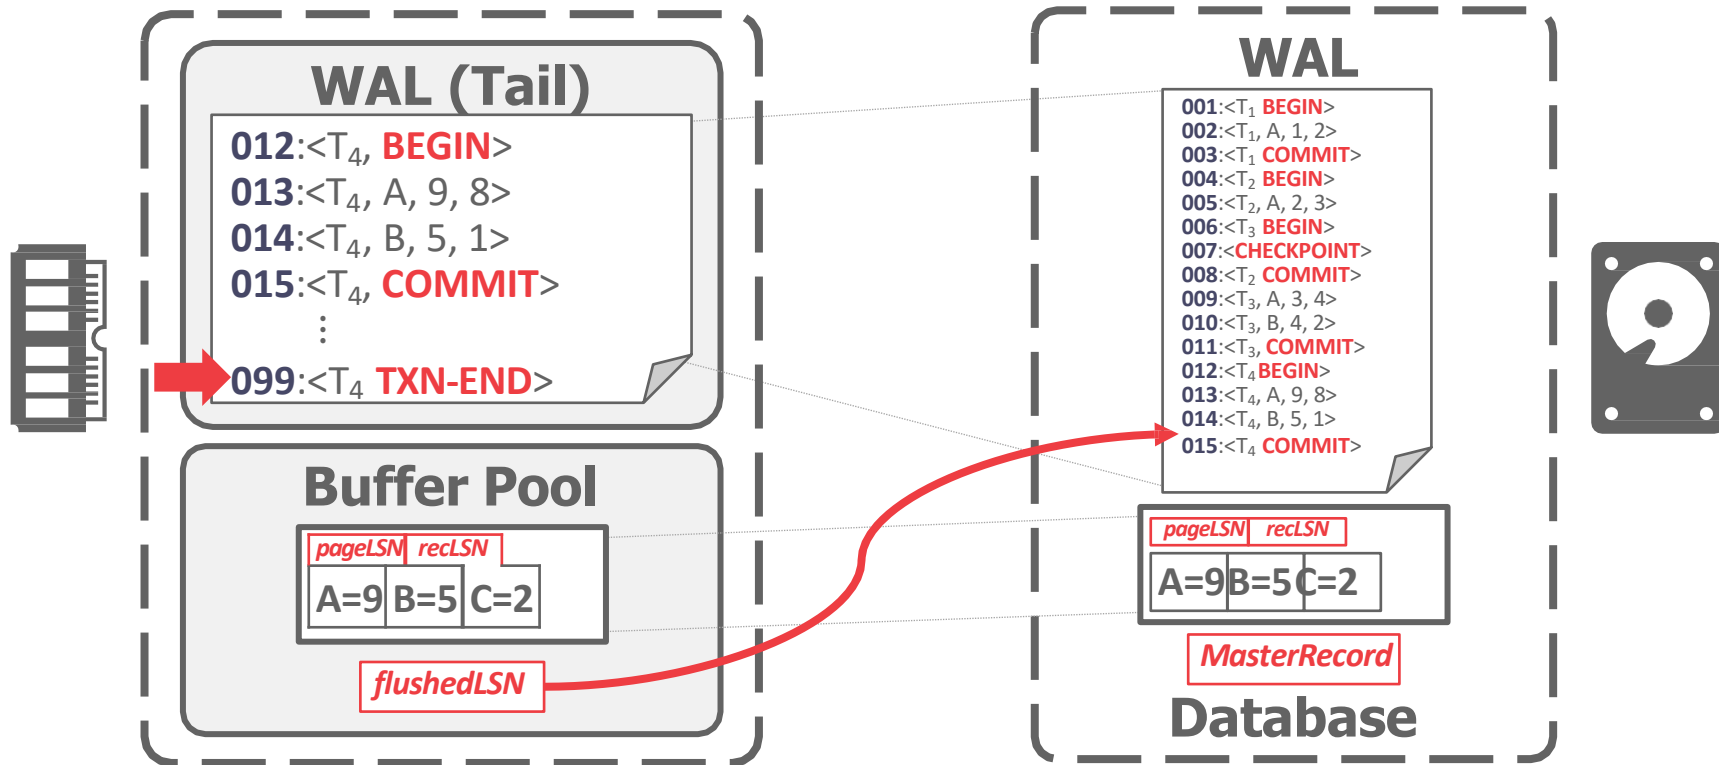 WAL (Tail)
012:<T4, BEGIN>
013:<T4, A, 9, 8>
014:<T4, B, 5, 1>
015:<T4, COMMIT>
⋮
099:<T4 TXN-END>
Buffer Pool
pageLSN recLSN
A=9 B=5 C=2
flushedLSN
WAL
001:<T1 BEGIN>
002:<T1, A, 1, 2>
003:<T1 COMMIT>
004:<T2 BEGIN>
005:<T2, A, 2, 3>
006:<T3 BEGIN>
007:<CHECKPOINT>
008:<T2 COMMIT>
009:<T3, A, 3, 4>
010:<T3, B, 4, 2>
011:<T3, COMMIT>
012:<T4 BEGIN>
013:<T4, A, 9, 8>
014:<T4, B, 5, 1>
015:<T4 COMMIT>
pageLSN recLSN
A=9 B=5 C=2
MasterRecord
Database